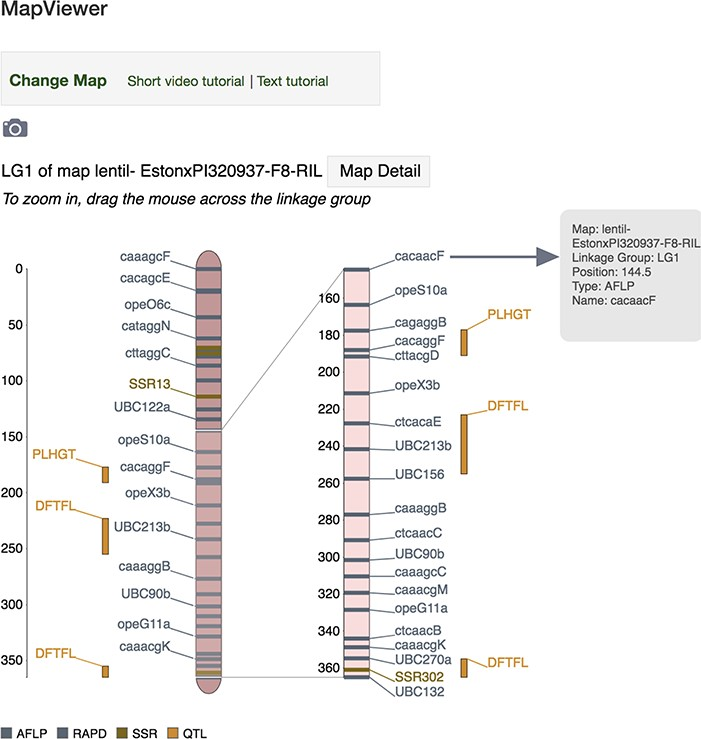 MapViewer
Change Map Short video tutorial | Text tutorial
LG1 of map lentil- EstonxPI320937-F8-RIL Map Detail
To zoom in, drag the mouse across the linkage group
Map: lentil-
EstonxPI320937-F8-RIL
Linkage Group: LG1
Position: 144.5
Type: AFLP
Name: cacaacF
0
50
100
150
200
250
300
350
PLHGT
DFTFL
DFTFL
caaagcF
cacagcE
opeO6c
cataggN
cttaggC
SSR13
UBC122a
opeS10a
cacaggF
opeX3b
UBC213b
caaaggB
UBC90b
opeG11a
caaacgK
160
180
200
220
240
260
280
300
320
340
360
cacaacF
opeS10a
cagaggB
cacaggF
cttacgD
opeX3b
ctcacaE
UBC213b
UBC156
caaaggB
ctcaacC
UBC90b
caaagcC
caaacgM
opeG11a
ctcaacB
caaacgK
UBC270a
SSR302
UBC132
PLHGT
DFTFL
DFTFL
AFLP RAPD SSR QTL